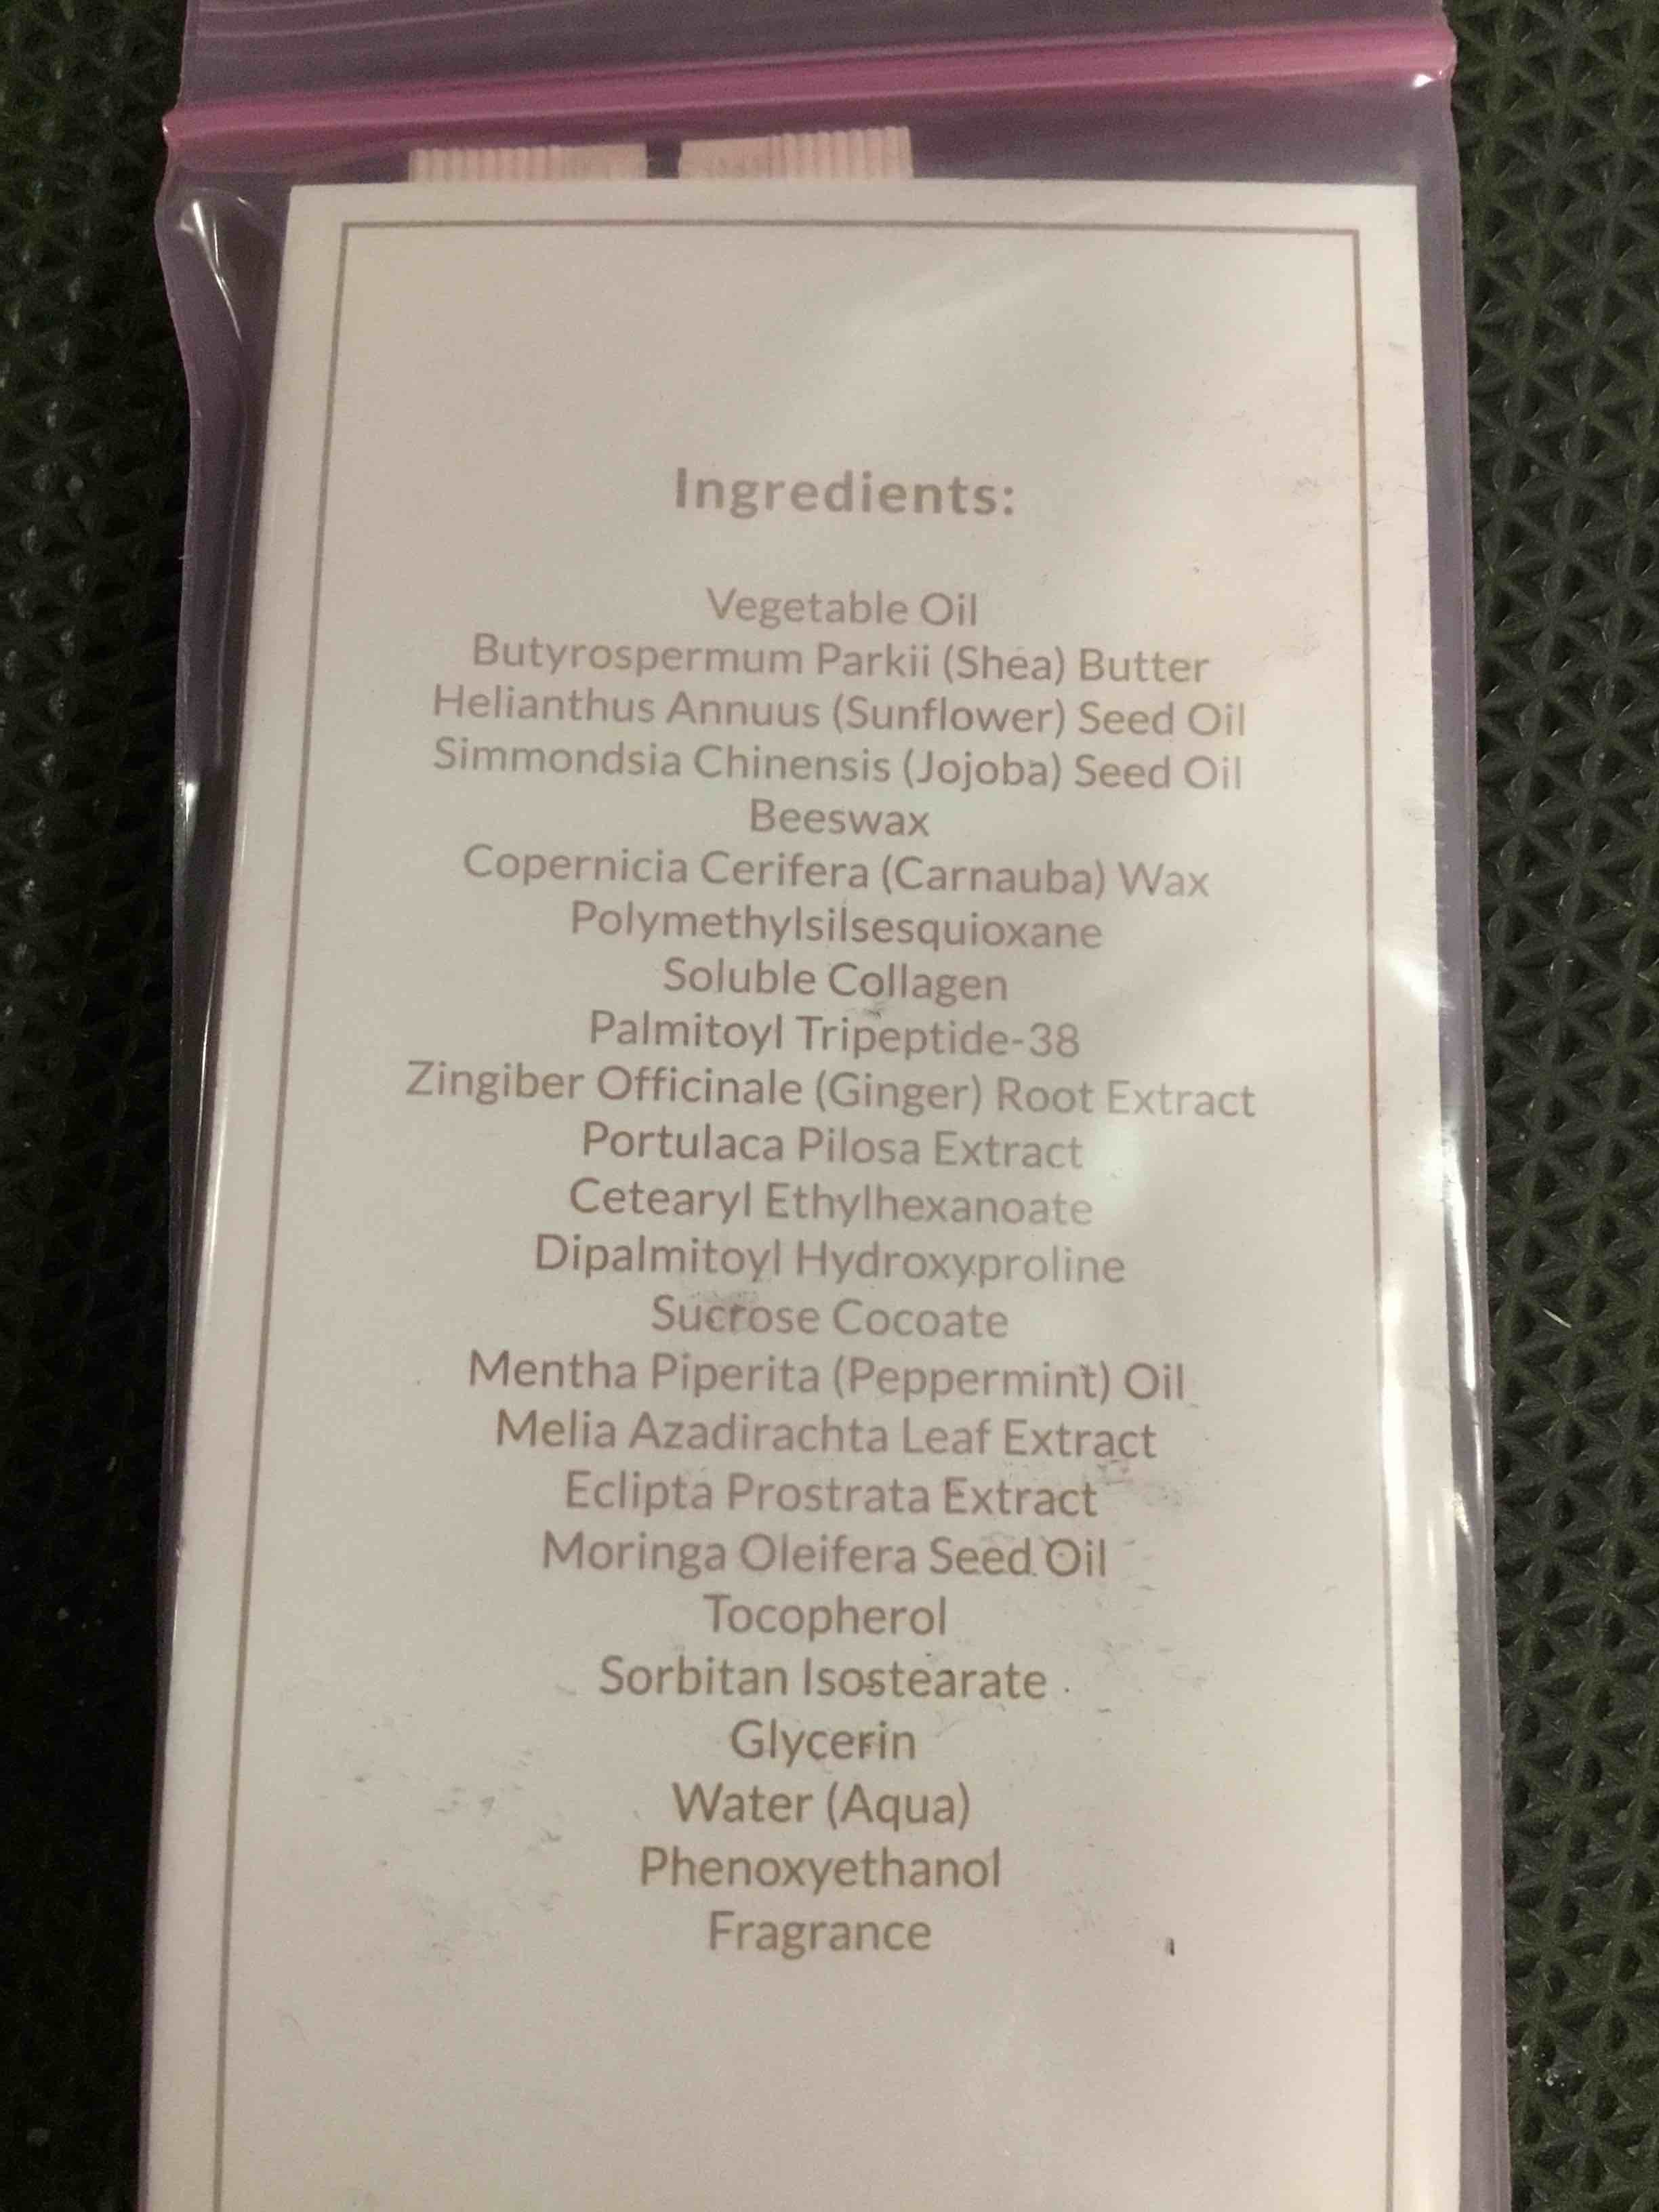 Ingredients:
Vegetable Oil
Butyrospermum Parkii (Shea) Butter
Helianthus Annuus (Sunflower) Seed Oil
Simmondsia Chinensis (Jojoba) Seed Oil
Beeswax
Copernicia Cerifera (Carnauba) Wax
Polymethylsilsesquioxane
Soluble Collagen
Palmitoyl Tripeptide-38
Zingiber Officinale (Ginger) Root Extract
Portulaca Pilosa Extract
Cetearyl Ethylhexanoate
Dipalmitoyl Hydroxyproline
Sucrose Cocoate
Mentha Piperita (Peppermint) Oil
Melia Azadirachta Leaf Extract
Eclipta Prostrata Extract
Moringa Oleifera Seed Oil
Tocopherol
Sorbitan Isostearate
Glycerin
Water (Aqua)
Phenoxyethanol
Fragrance